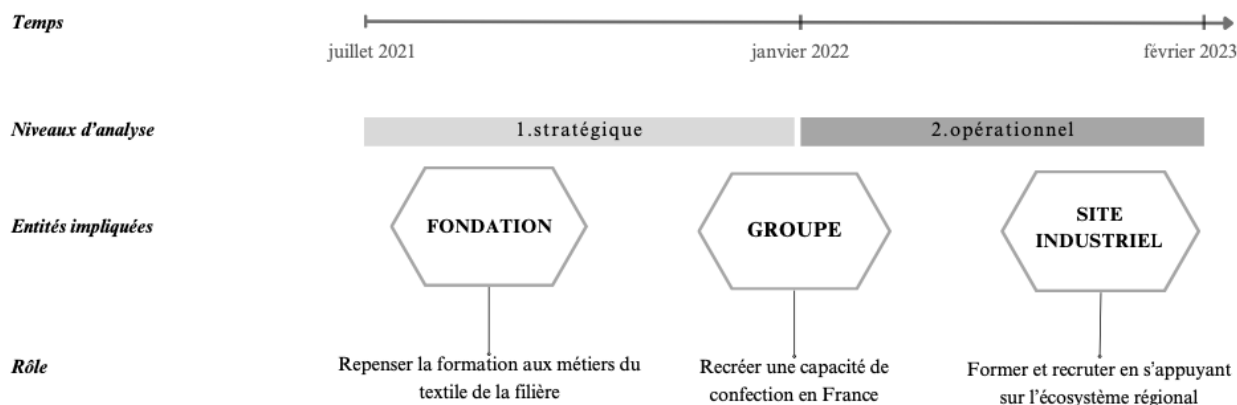 Temps
juillet 2021
janvier 2022
février 2023
Niveaux d'analyse
1.stratégique
2.opérationnel
Entités impliquées
FONDATION
GROUPE
SITE
INDUSTRIEL
Rôle
Repenser la formation aux métiers du
textile de la filière
Recréer une capacité de
confection en France
Former et recruter en s'appuyant
sur l'écosystème régional